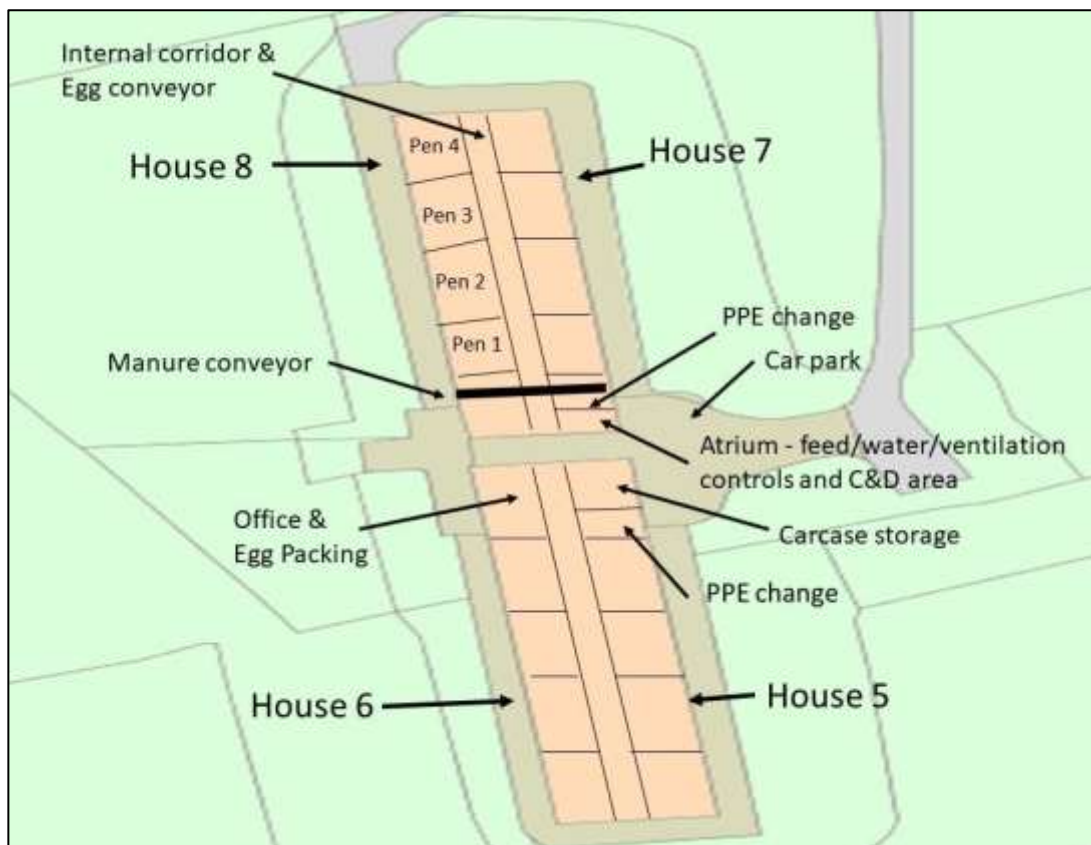 Internal corridor &
Egg conveyor
House 8
House 7
Pen 4
Pen 3
Pen 2
Pen 1
Manure conveyor
PPE change
Car park
Atrium - feed/water/ventilation
controls and C&D area
Office &
Egg Packing
Carcase storage
PPE change
House 6
House 5